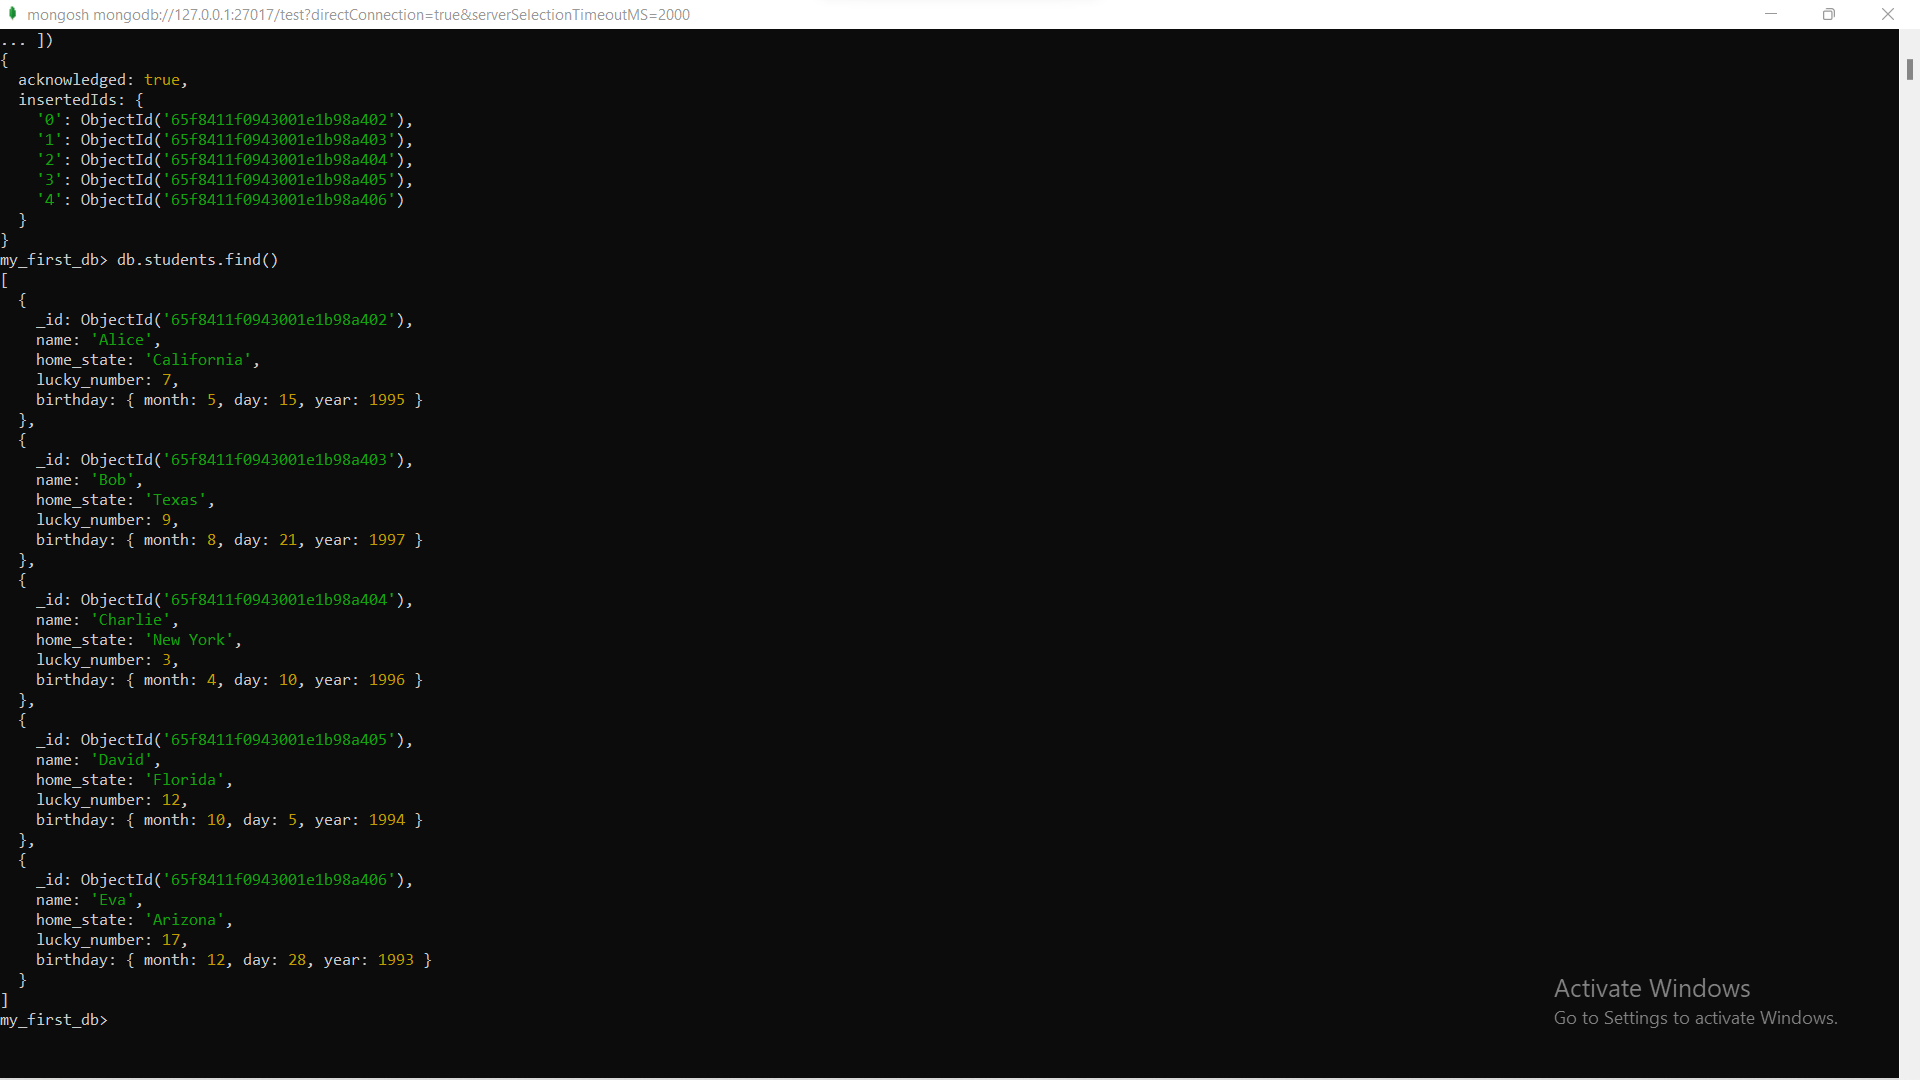 mongosh mongodb://127.0.0.1:27017/test?directConnection=true&serverSelectionTimeoutMS=2000
... ])
{
  acknowledged: true,
  insertedIds: {
    '0': ObjectId('65f8411f0943001e1b98a402'),
    '1': ObjectId('65f8411f0943001e1b98a403'),
    '2': ObjectId('65f8411f0943001e1b98a404'),
    '3': ObjectId('65f8411f0943001e1b98a405'),
    '4': ObjectId('65f8411f0943001e1b98a406')
  }
}
my_first_db> db.students.find()
[
  {
    _id: ObjectId('65f8411f0943001e1b98a402'),
    name: 'Alice',
    home_state: 'California',
    lucky_number: 7,
    birthday: { month: 5, day: 15, year: 1995 }
  },
  {
    _id: ObjectId('65f8411f0943001e1b98a403'),
    name: 'Bob',
    home_state: 'Texas',
    lucky_number: 9,
    birthday: { month: 8, day: 21, year: 1997 }
  },
  {
    _id: ObjectId('65f8411f0943001e1b98a404'),
    name: 'Charlie',
    home_state: 'New York',
    lucky_number: 3,
    birthday: { month: 4, day: 10, year: 1996 }
  },
  {
    _id: ObjectId('65f8411f0943001e1b98a405'),
    name: 'David',
    home_state: 'Florida',
    lucky_number: 12,
    birthday: { month: 10, day: 5, year: 1994 }
  },
  {
    _id: ObjectId('65f8411f0943001e1b98a406'),
    name: 'Eva',
    home_state: 'Arizona',
    lucky_number: 17,
    birthday: { month: 12, day: 28, year: 1993 }
  }
]
my_first_db>
Activate Windows
Go to Settings to activate Windows.